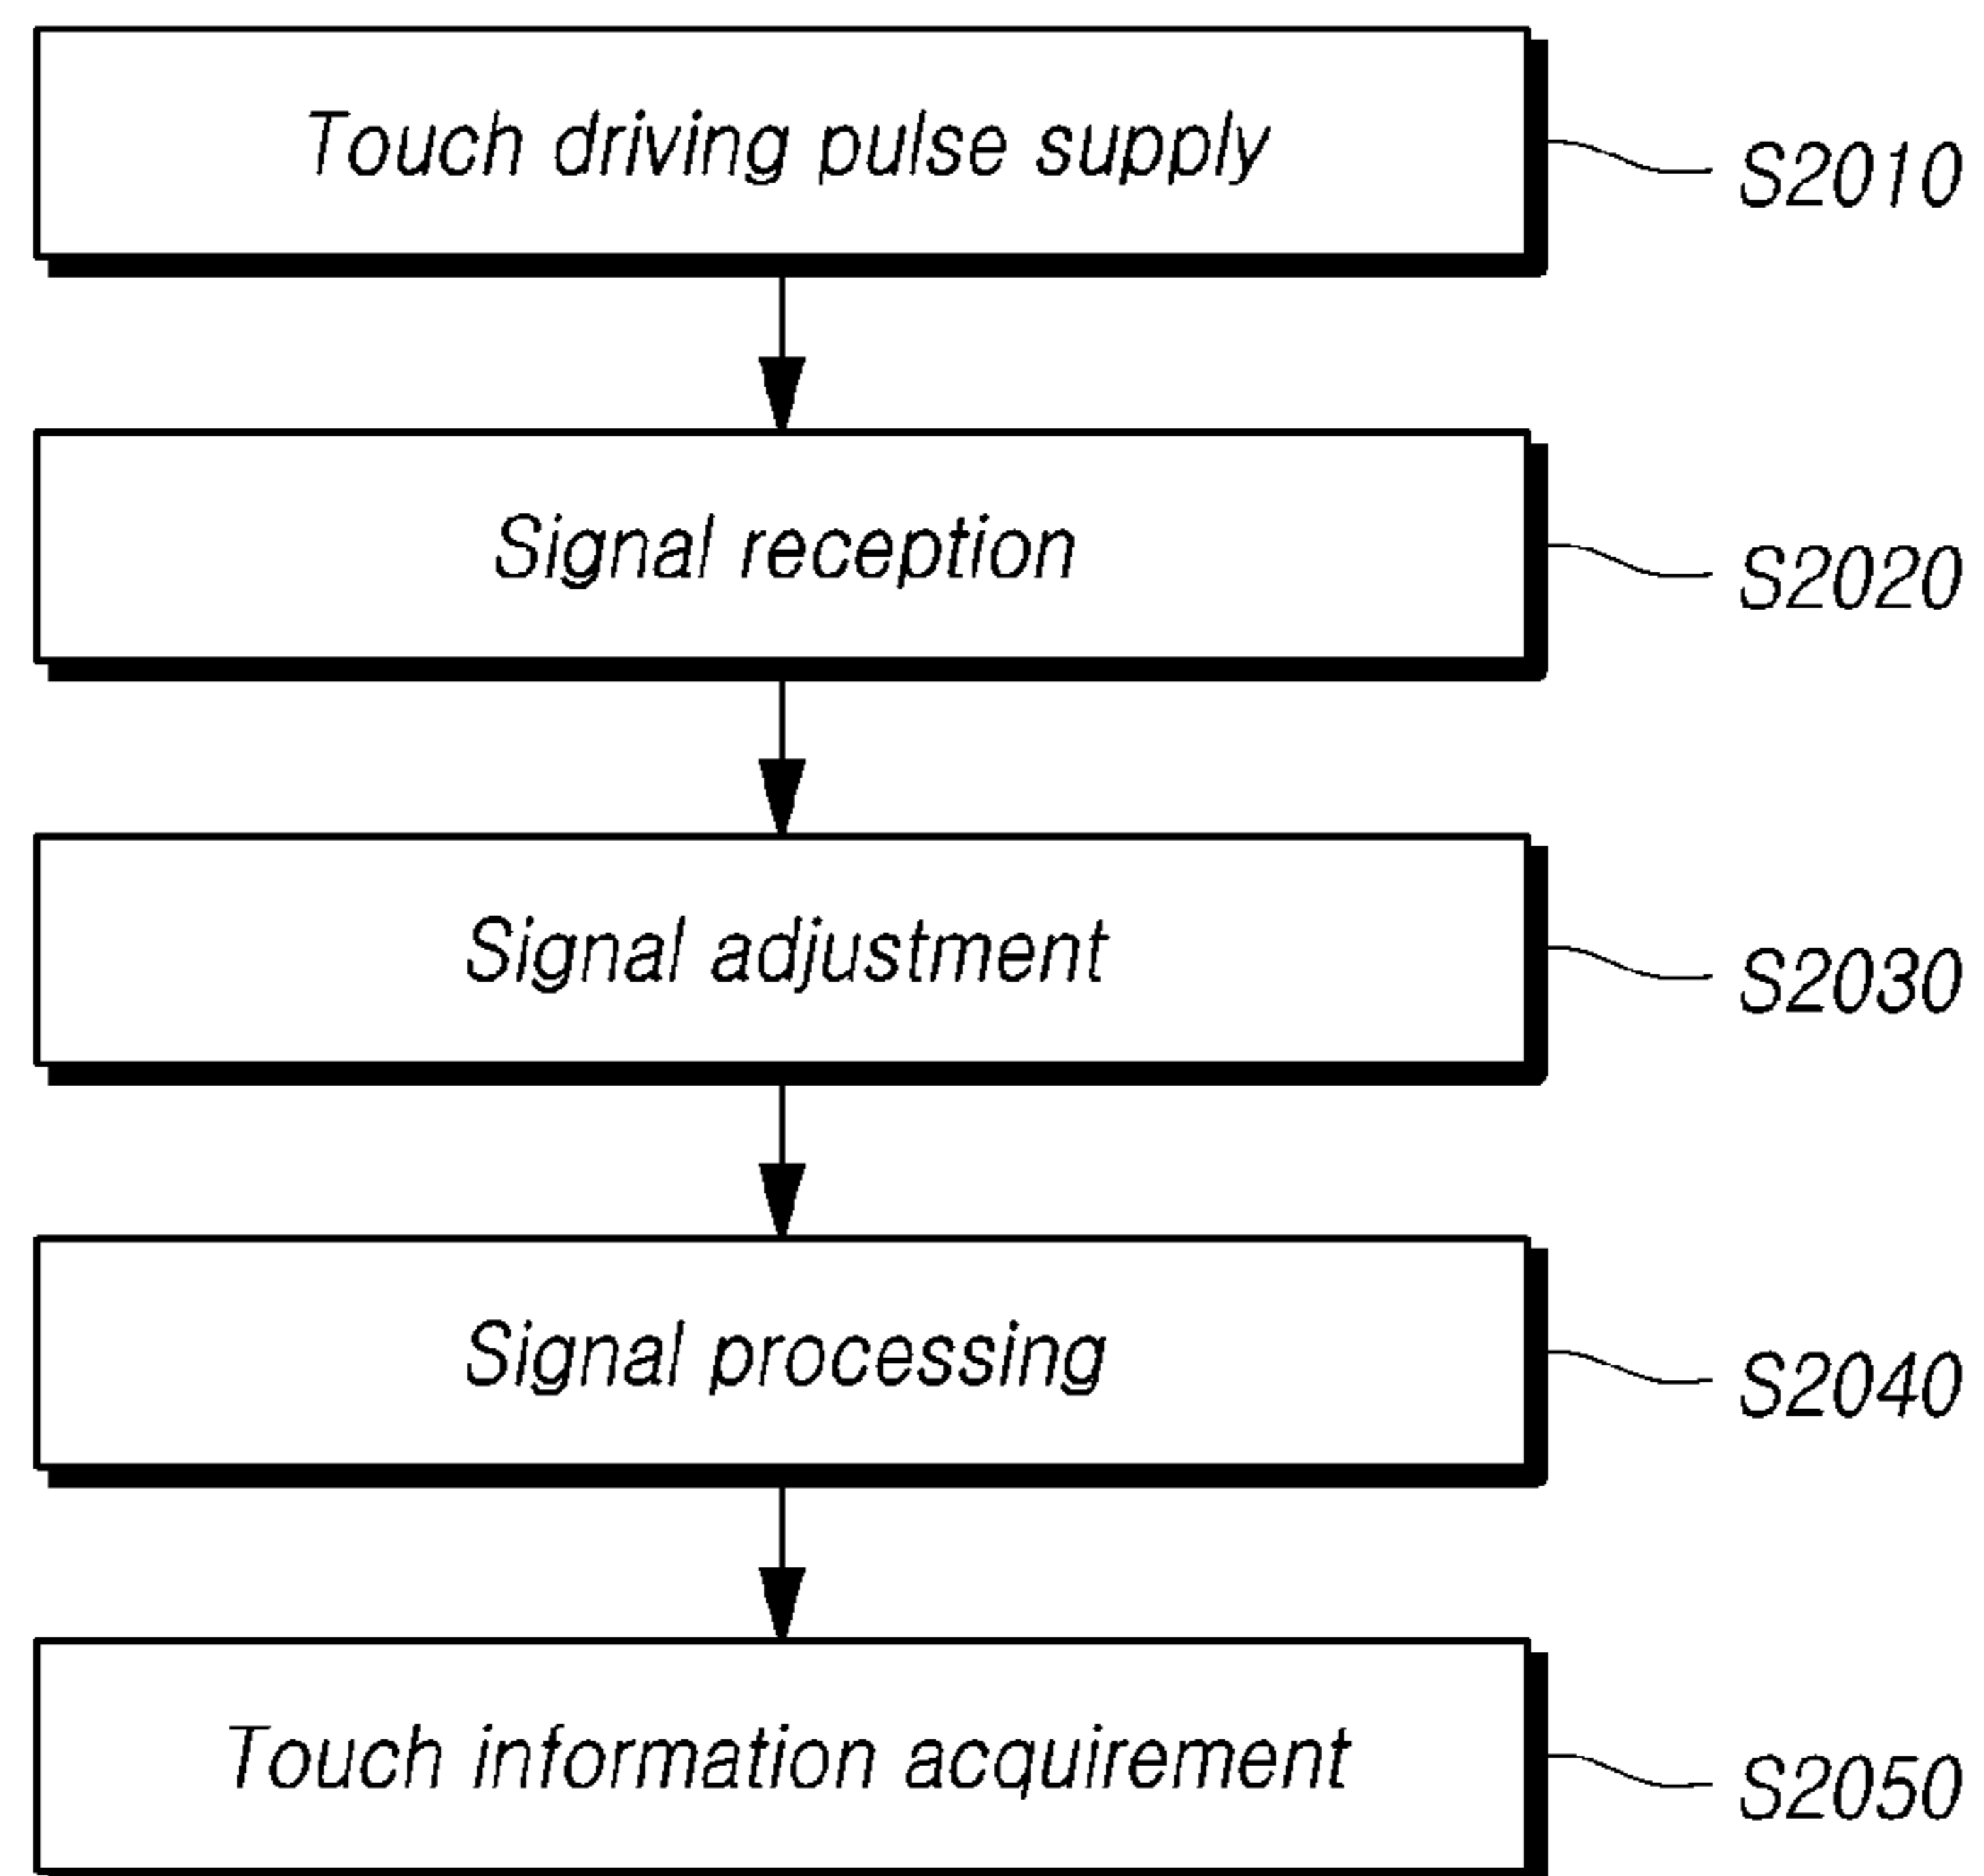 Touch driving pulse supply
S2010
Signal reception
S2020
Signal adjustment
S2030
Signal processing
S2040
Touch information acquirement
S2050